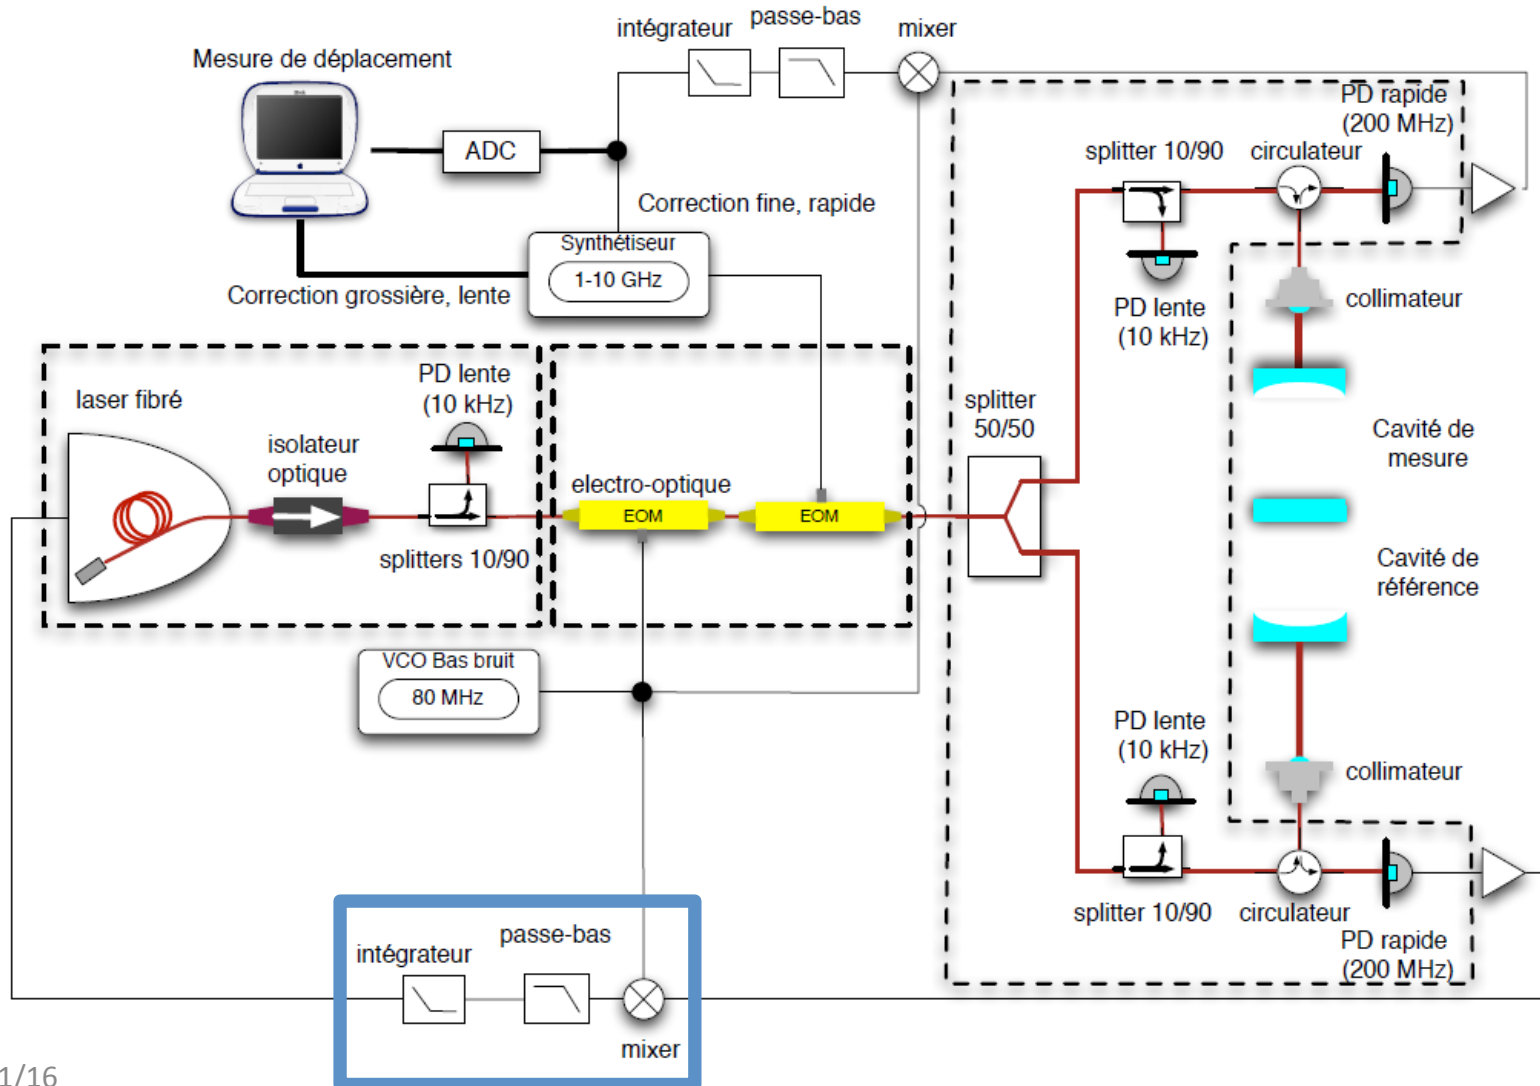 intégrateur
passe-bas
mixer
Mesure de déplacement
ADC
PD rapide
(200 MHz)
splitter 10/90
circulateur
Correction fine, rapide
Synthétiseur
1-10 GHz
Correction grossière, lente
PD lente
(10 kHz)
collimateur
laser fibré
PD lente
(10 kHz)
isolateur
optique
splitters 10/90
electro-optique
EOM
EOM
splitter
50/50
Cavité de
mesure
Cavité de
référence
VCO Bas bruit
80 MHz
PD lente
(10 kHz)
collimateur
splitter 10/90
circulateur
PD rapide
(200 MHz)
intégrateur
passe-bas
mixer
1/16